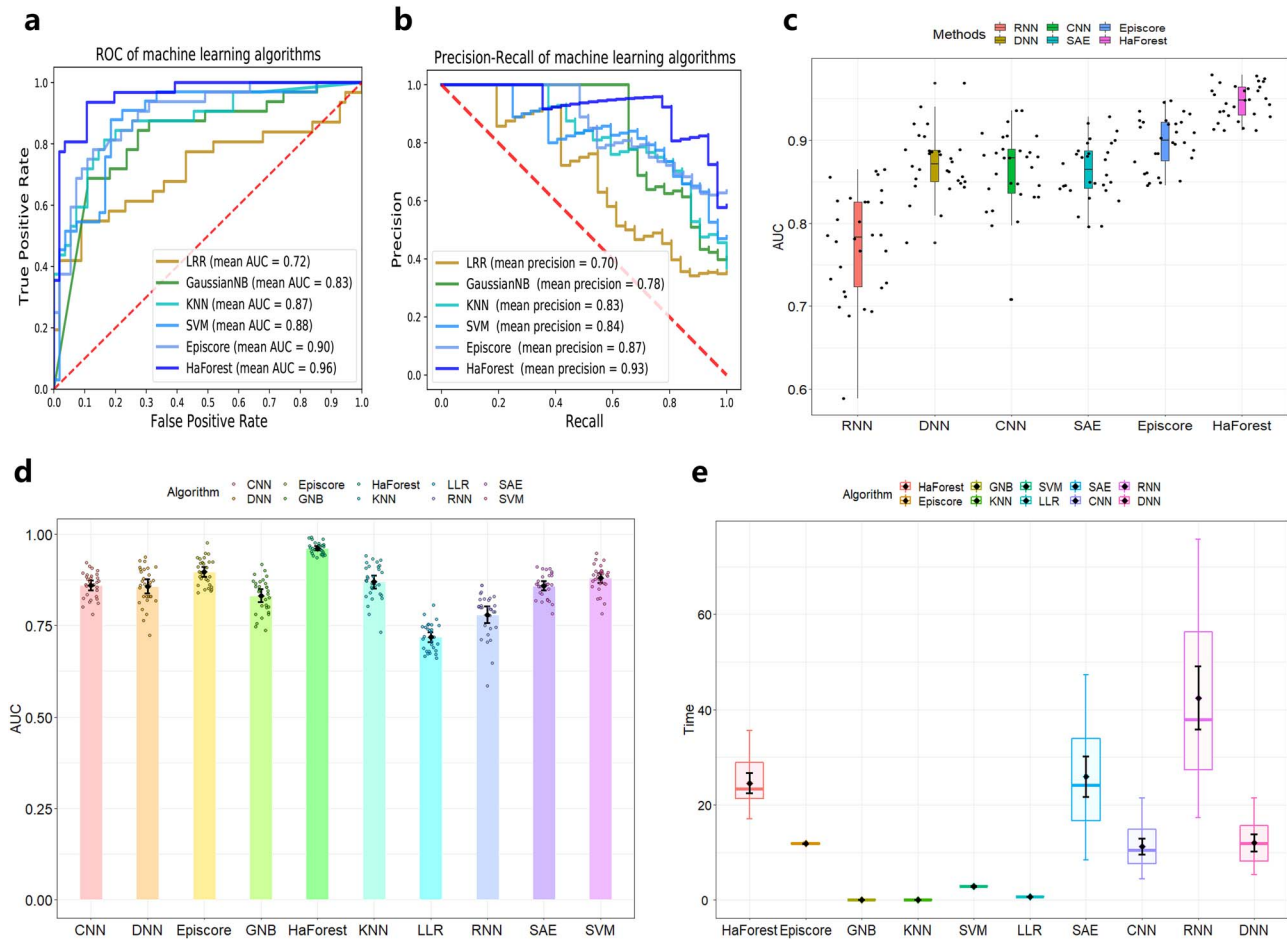 a
ROC of machine learning algorithms
True Positive Rate
1.0
0.8
0.6
0.4
0.2
0.0
LRR (mean AUC = 0.72)
GaussianNB (mean AUC = 0.83)
KNN (mean AUC = 0.87)
SVM (mean AUC = 0.88)
Episcore (mean AUC = 0.90)
HaForest (mean AUC = 0.96)
0.0 0.1 0.2 0.3 0.4 0.5 0.6 0.7 0.8 0.9 1.0
False Positive Rate
b
Precision-Recall of machine learning algorithms
Precision
1.0
0.8
0.6
0.4
0.2
0.0
LRR (mean precision = 0.70)
GaussianNB (mean precision = 0.78)
KNN (mean precision = 0.83)
SVM (mean precision = 0.84)
Episcore (mean precision = 0.87)
HaForest (mean precision = 0.93)
0.0 0.2 0.4 0.6 0.8 1.0
Recall
c
Methods RNN CNN Episcore
DNN SAE HaForest
AUC
0.9
0.8
0.7
0.6
RNN DNN CNN SAE Episcore HaForest
d
Algorithm CNN Episcore HaForest LLR SAE
DNN GNB KNN RNN SVM
AUC
1.00
0.75
0.50
0.25
0.00
CNN DNN Episcore GNB HaForest KNN LLR RNN SAE SVM
e
Algorithm HaForest GNB SVM SAE RNN
Episcore KNN LLR CNN DNN
Time
60
40
20
0
HaForest Episcore GNB KNN SVM LLR SAE CNN RNN DNN